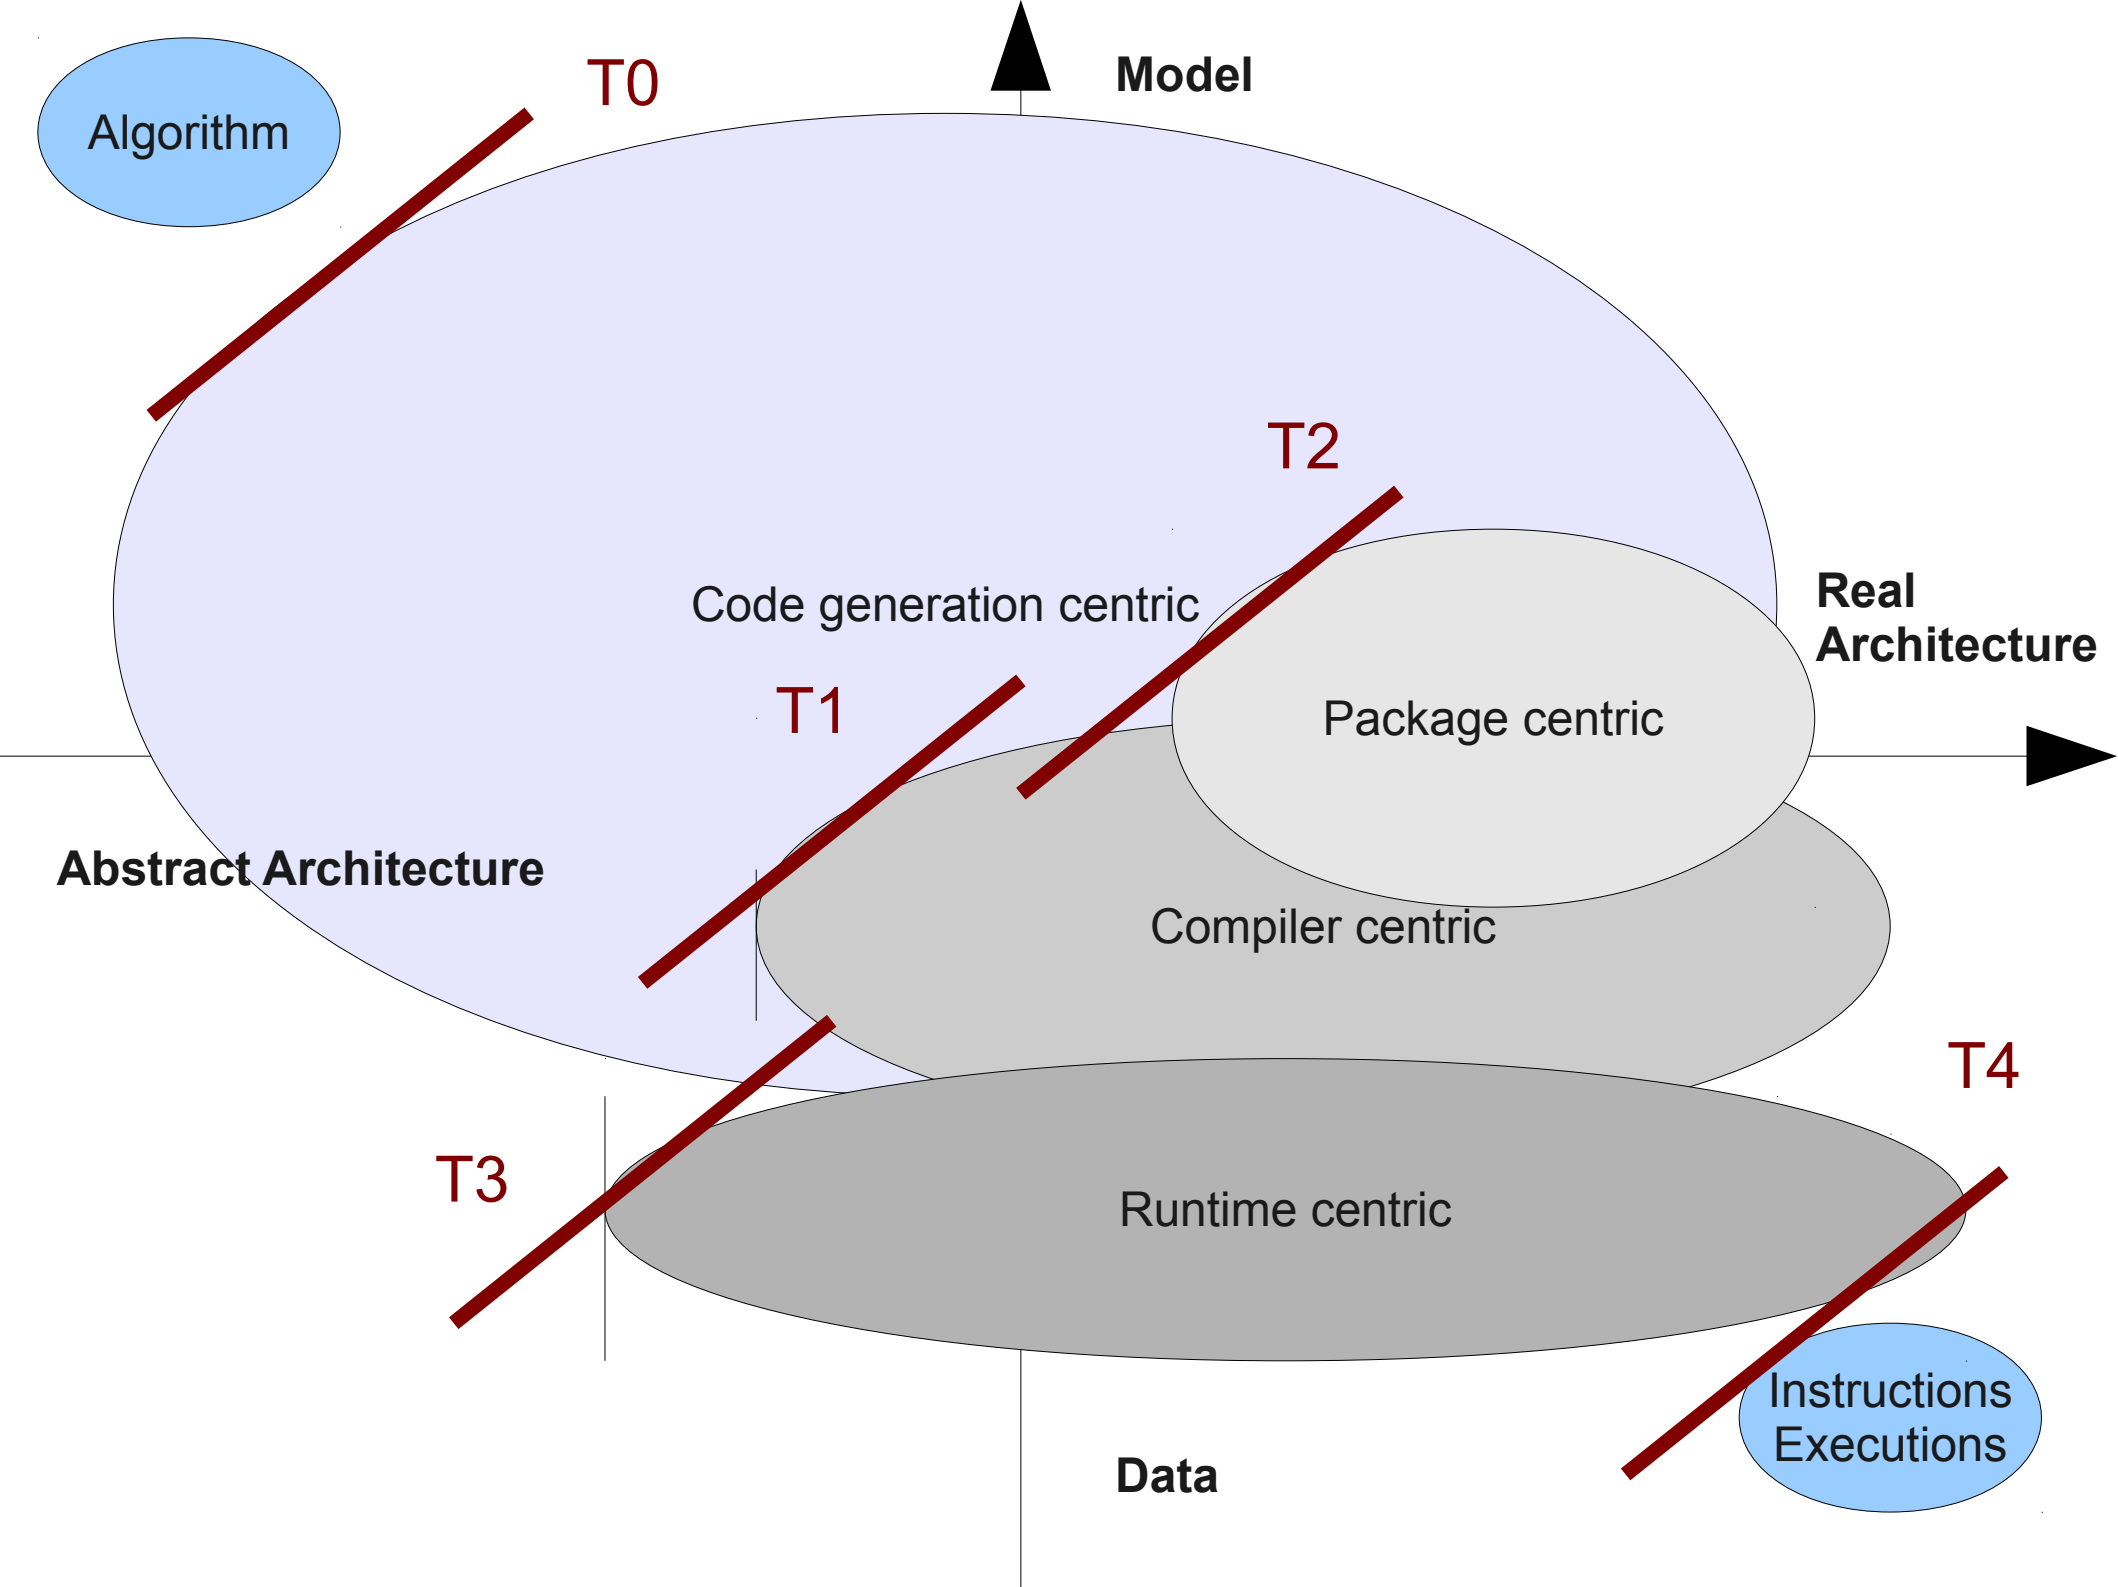 T0
Model
Algorithm
T2
Code generation centric
Real
Architecture
T1
Package centric
Abstract Architecture
Compiler centric
T4
T3
Runtime centric
Instructions
Executions
Data